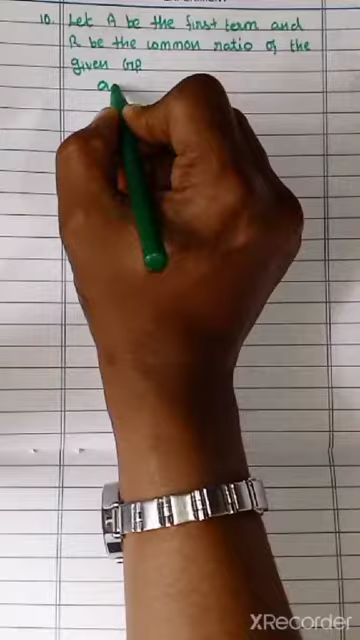 10. Let A be the first term and
R be the common ratio of the
given GP
a
XRecorder